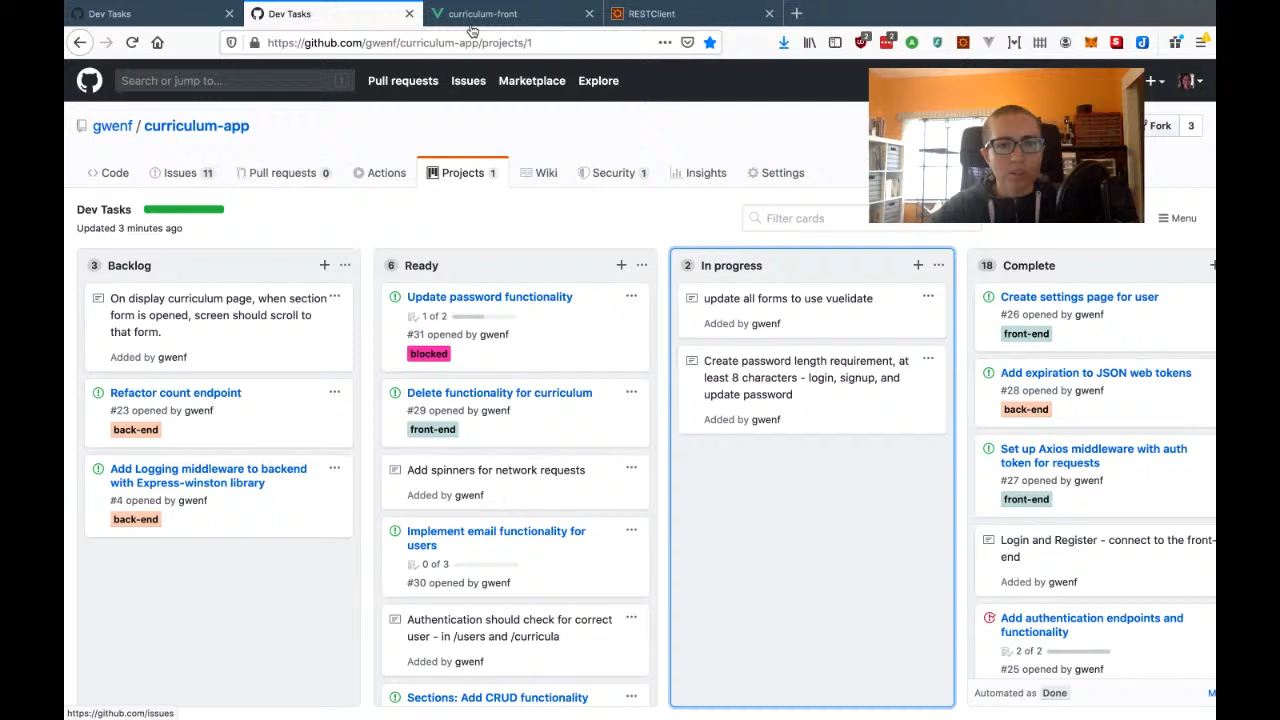 Dev Tasks
Dev Tasks
curriculum-front
RESTClient
https://github.com/gwenf/curriculum-app/projects/1
2
2
Search or jump to...
/
Pull requests
Issues
Marketplace
Explore
gwenf / curriculum-app
Fork
3
Code
Issues 11
Pull requests 0
Actions
Projects 1
Wiki
Security 1
Insights
Settings
Dev Tasks
Updated 3 minutes ago
Filter cards
Menu
3 Backlog
On display curriculum page, when section
form is opened, screen should scroll to
that form.
Added by gwenf
Refactor count endpoint
#23 opened by gwenf
back-end
Add Logging middleware to backend
with Express-winston library
#4 opened by gwenf
back-end
6 Ready
Update password functionality
1 of 2
#31 opened by gwenf
blocked
Delete functionality for curriculum
#29 opened by gwenf
front-end
Add spinners for network requests
Added by gwenf
Implement email functionality for
users
0 of 3
#30 opened by gwenf
Authentication should check for correct
user - in /users and /curricula
Added by gwenf
Sections: Add CRUD functionality
2 In progress
update all forms to use vuelidate
Added by gwenf
Create password length requirement, at
least 8 characters - login, signup, and
update password
Added by gwenf
18 Complete
Create settings page for user
#26 opened by gwenf
front-end
Add expiration to JSON web tokens
#28 opened by gwenf
back-end
Set up Axios middleware with auth
token for requests
#27 opened by gwenf
front-end
Login and Register - connect to the front-
end
Added by gwenf
Add authentication endpoints and
functionality
2 of 2
#25 opened by gwenf
Automated as Done
M
https://github.com/issues